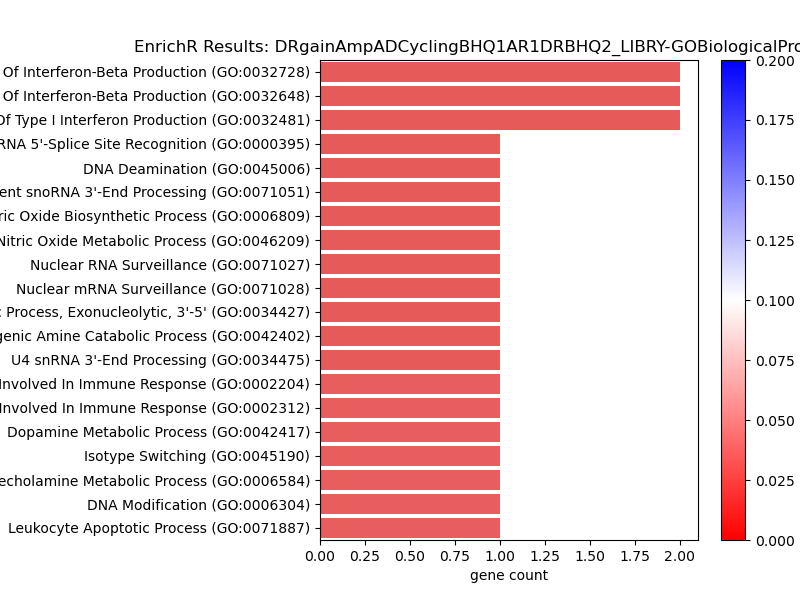 EnrichR Results: DRgainAmpADCyclingBHQ1AR1DRBHQ2_LIBRY-GOBiologicalPro
Of Interferon-Beta Production (GO:0032728)
Of Interferon-Beta Production (GO:0032648)
Of Type I Interferon Production (GO:0032481)
RNA 5'-Splice Site Recognition (GO:0000395)
DNA Deamination (GO:0045006)
ent snoRNA 3'-End Processing (GO:0071051)
ric Oxide Biosynthetic Process (GO:0006809)
Nitric Oxide Metabolic Process (GO:0046209)
Nuclear RNA Surveillance (GO:0071027)
Nuclear mRNA Surveillance (GO:0071028)
Process, Exonucleolytic, 3'-5' (GO:0034427)
genic Amine Catabolic Process (GO:0042402)
U4 snRNA 3'-End Processing (GO:0034475)
Involved In Immune Response (GO:0002204)
Involved In Immune Response (GO:0002312)
Dopamine Metabolic Process (GO:0042417)
Isotype Switching (GO:0045190)
echolamine Metabolic Process (GO:0006584)
DNA Modification (GO:0006304)
Leukocyte Apoptotic Process (GO:0071887)
0.00 0.25 0.50 0.75 1.00 1.25 1.50 1.75 2.00
gene count
0.200
0.175
0.150
0.125
0.100
0.075
0.050
0.025
0.000